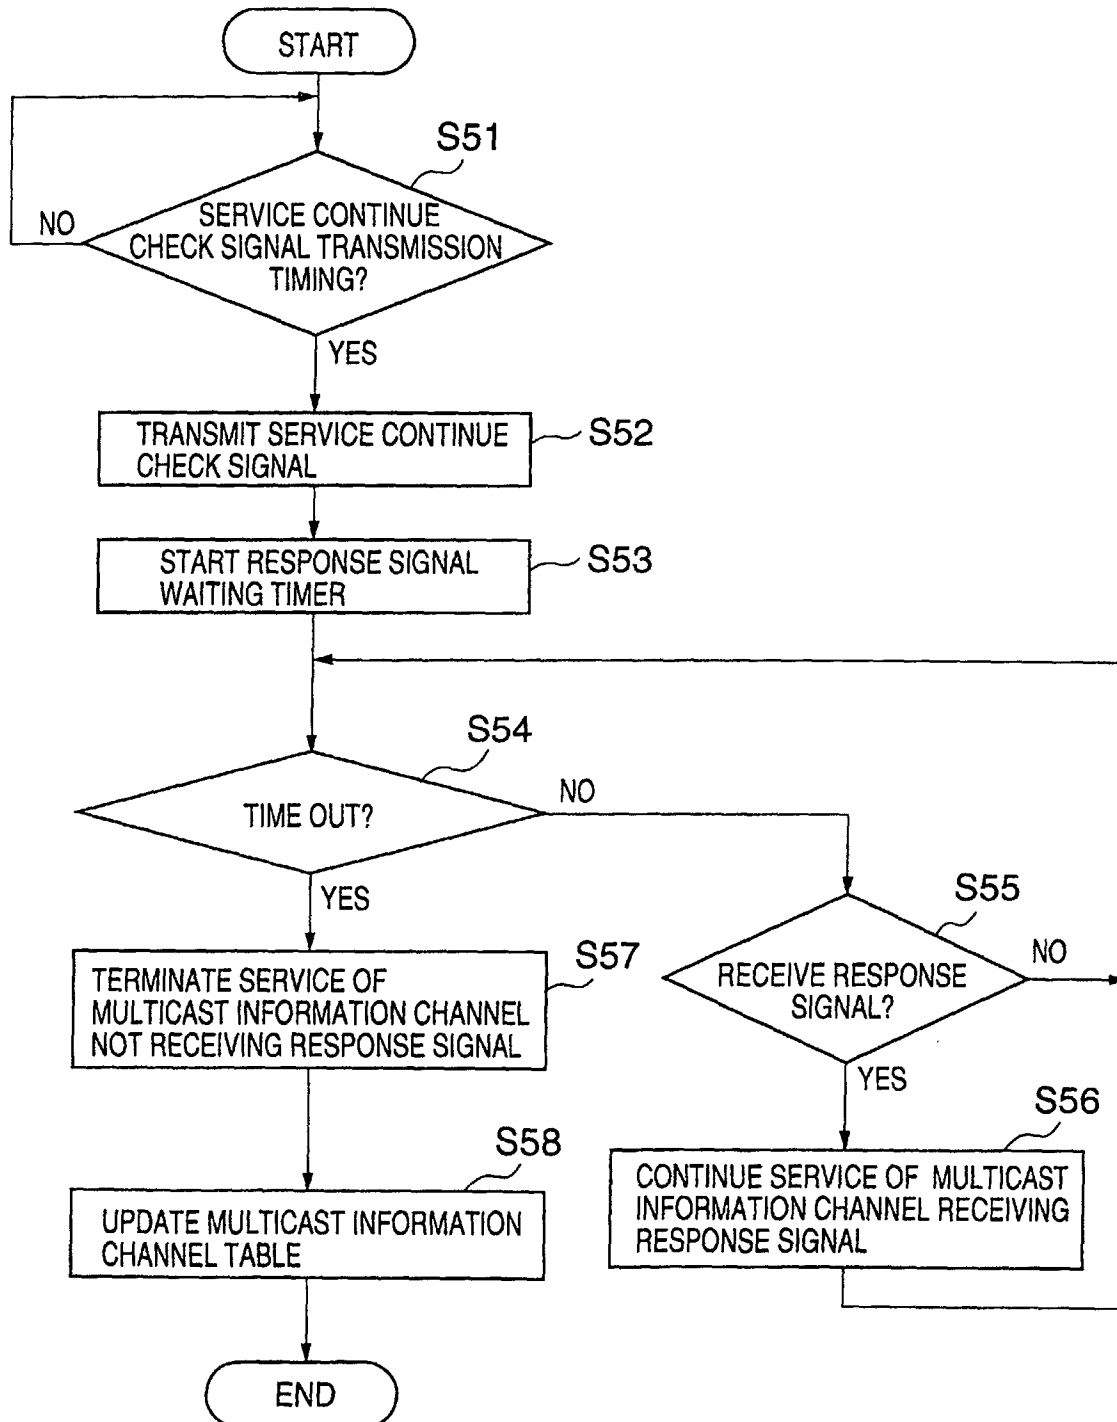 START
S51
NO
SERVICE CONTINUE
CHECK SIGNAL TRANSMISSION
TIMING?
YES
TRANSMIT SERVICE CONTINUE
CHECK SIGNAL
S52
START RESPONSE SIGNAL
WAITING TIMER
S53
S54
TIME OUT?
NO
YES
S55
RECEIVE RESPONSE
SIGNAL?
NO
YES
S57
TERMINATE SERVICE OF
MULTICAST INFORMATION CHANNEL
NOT RECEIVING RESPONSE SIGNAL
S56
CONTINUE SERVICE OF MULTICAST
INFORMATION CHANNEL RECEIVING
RESPONSE SIGNAL
S58
UPDATE MULTICAST INFORMATION
CHANNEL TABLE
END